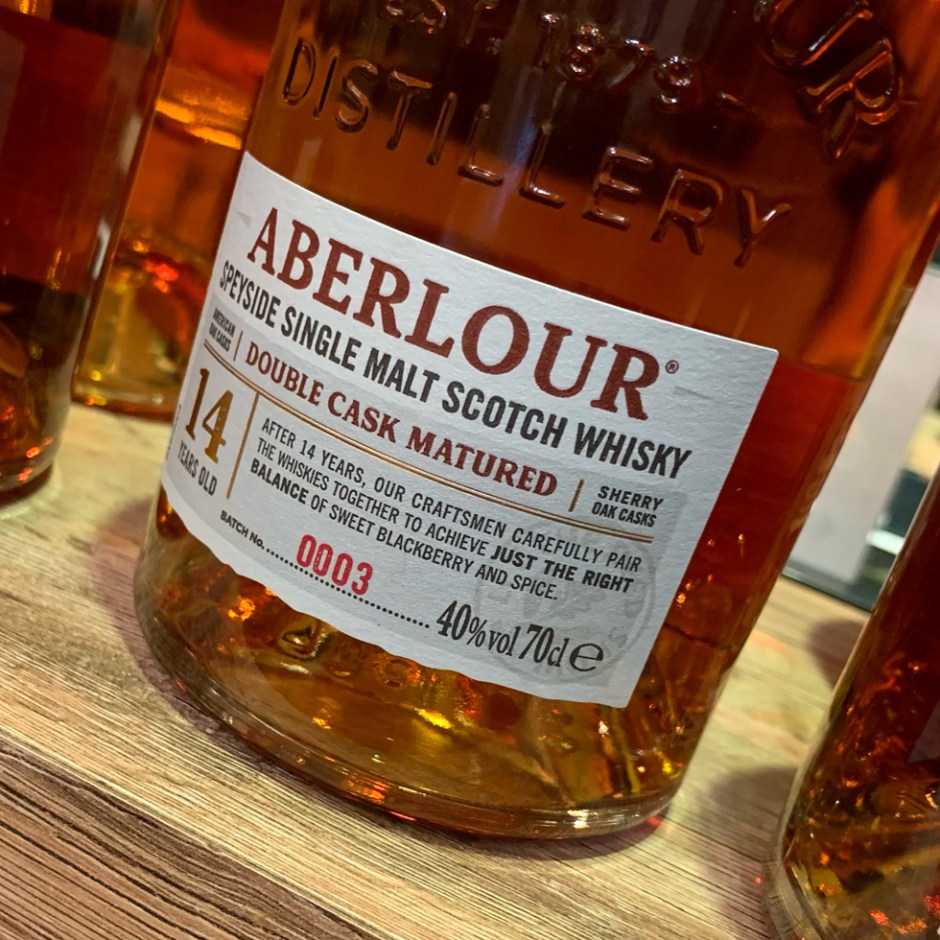 1879
DISTILLERY
ABERLOUR®
SPEYSIDE SINGLE MALT SCOTCH WHISKY
AMERICAN
OAK CASKS
DOUBLE CASK MATURED
SHERRY
OAK CASKS
14
YEARS OLD
AFTER 14 YEARS, OUR CRAFTSMEN CAREFULLY PAIR
THE WHISKIES TOGETHER TO ACHIEVE JUST THE RIGHT
BALANCE OF SWEET BLACKBERRY AND SPICE.
BATCH No. 0003
40%vol 70cl e